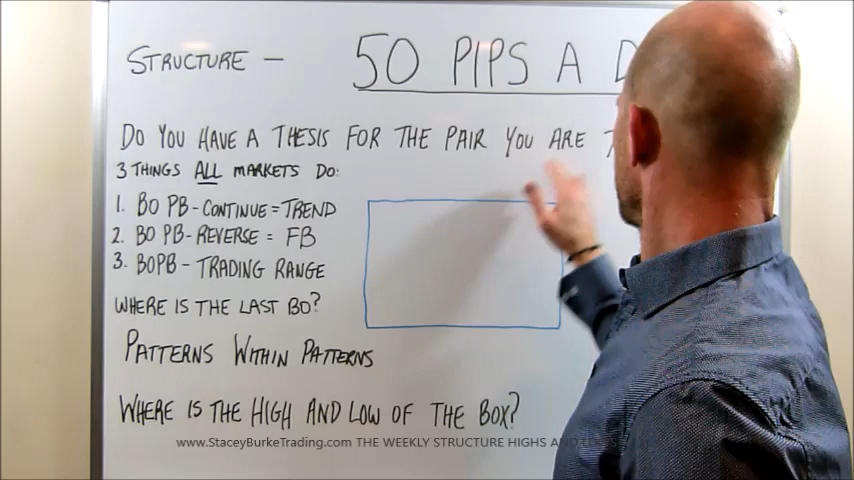 STRUCTURE - 50 PIPS A D
DO YOU HAVE A THESIS FOR THE PAIR YOU ARE
3 THINGS ALL MARKETS DO:
1. BO PB-CONTINUE=TREND
2. BO PB-REVERSE = FB
3. BOPB - TRADING RANGE
WHERE IS THE LAST BO?
PATTERNS WITHIN PATTERNS
WHERE IS THE HIGH AND LOW OF THE BOX?
www.StaceyBurkeTrading.com THE WEEKLY STRUCTURE HIGHS AND